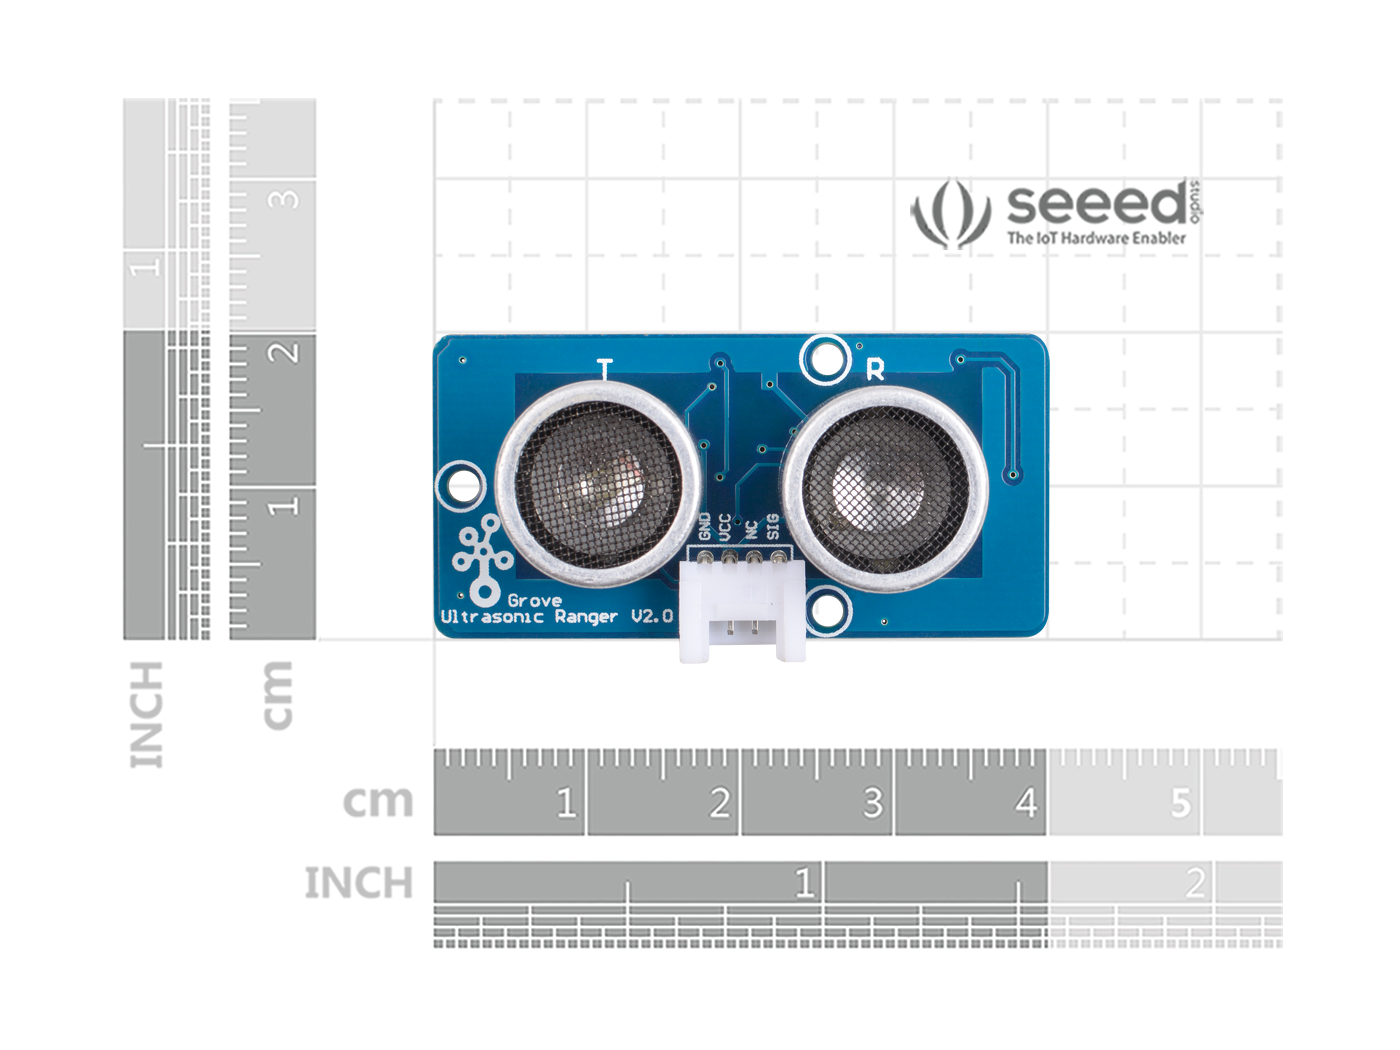 3
2
1
cm
1
INCH
seeed
studio
The IoT Hardware Enabler
T
R
GND
VCC
NC
SIG
Grove
Ultrasonic Ranger V2.0
cm 1 2 3 4 5
INCH 1 2